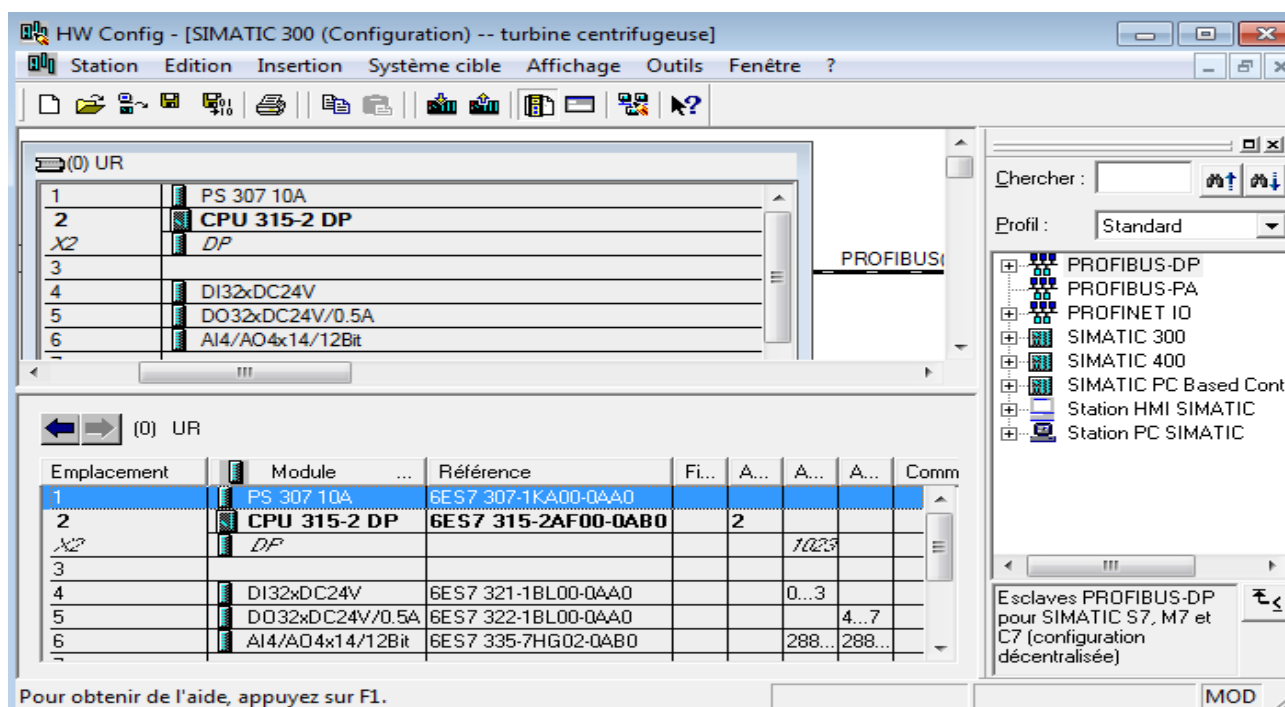 HW Config - [SIMATIC 300 (Configuration) -- turbine centrifugeuse]
Station Edition Insertion Système cible Affichage Outils Fenêtre ?
(0) UR
1 PS 307 10A
2 CPU 315-2 DP
X2 DP
3
4 DI32xDC24V
5 DO32xDC24V/0.5A
6 AI4/AO4x14/12Bit
PROFIBUS(
Chercher :
Profil : Standard
PROFIBUS-DP
PROFIBUS-PA
PROFINET IO
SIMATIC 300
SIMATIC 400
SIMATIC PC Based Cont
Station HMI SIMATIC
Station PC SIMATIC
(0) UR
Emplacement Module ... Référence Fi... A... A... A... Comm
1 PS 307 10A 6ES7 307-1KA00-0AA0
2 CPU 315-2 DP 6ES7 315-2AF00-0AB0 2
X2 DP 1023
3
4 DI32xDC24V 6ES7 321-1BL00-0AA0 0...3
5 DO32xDC24V/0.5A 6ES7 322-1BL00-0AA0 4...7
6 AI4/AO4x14/12Bit 6ES7 335-7HG02-0AB0 288... 288...
Esclaves PROFIBUS-DP
pour SIMATIC S7, M7 et
C7 (configuration
décentralisée)
Pour obtenir de l'aide, appuyez sur F1.
MOD